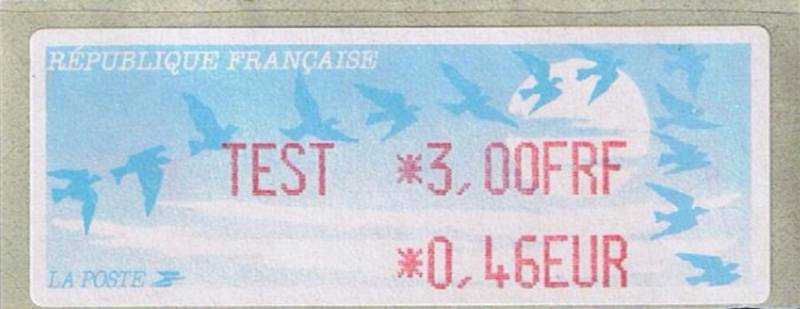 RÉPUBLIQUE FRANÇAISE
TEST *3,00FRF
*0,46EUR
LA POSTE